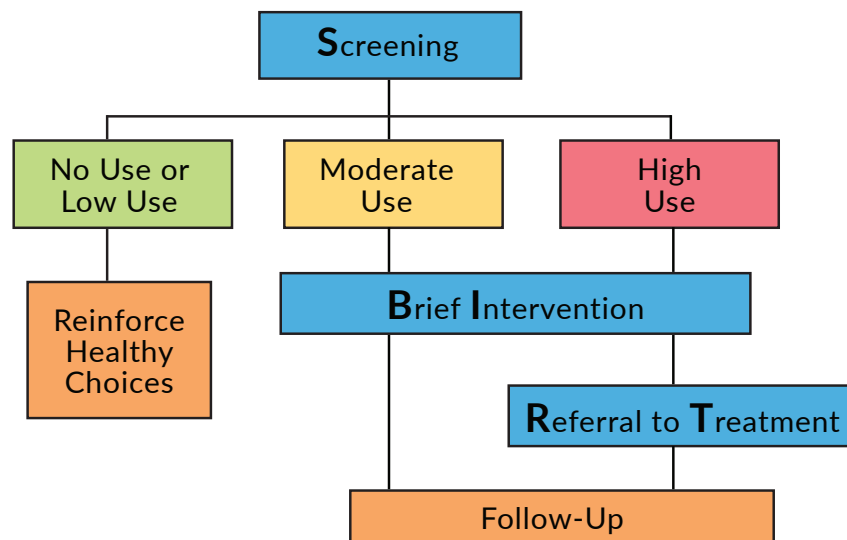 Screening
No Use or
Low Use
Moderate
Use
High
Use
Reinforce
Healthy
Choices
Brief Intervention
Referral to Treatment
Follow-Up